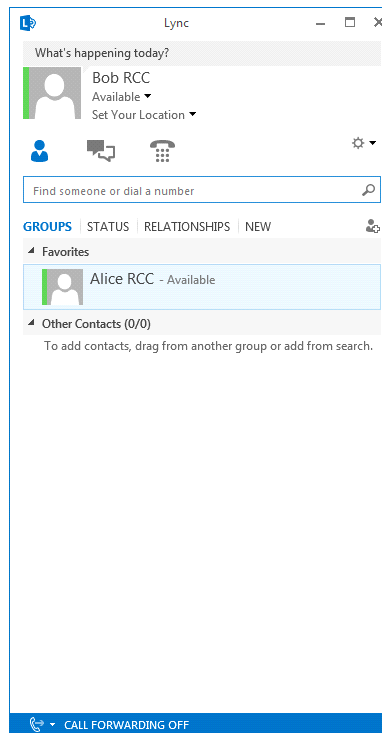 Lync
What's happening today?
Bob RCC
Available
Set Your Location
Find someone or dial a number
GROUPS STATUS RELATIONSHIPS NEW
Favorites
Alice RCC - Available
Other Contacts (0/0)
To add contacts, drag from another group or add from search.
CALL FORWARDING OFF